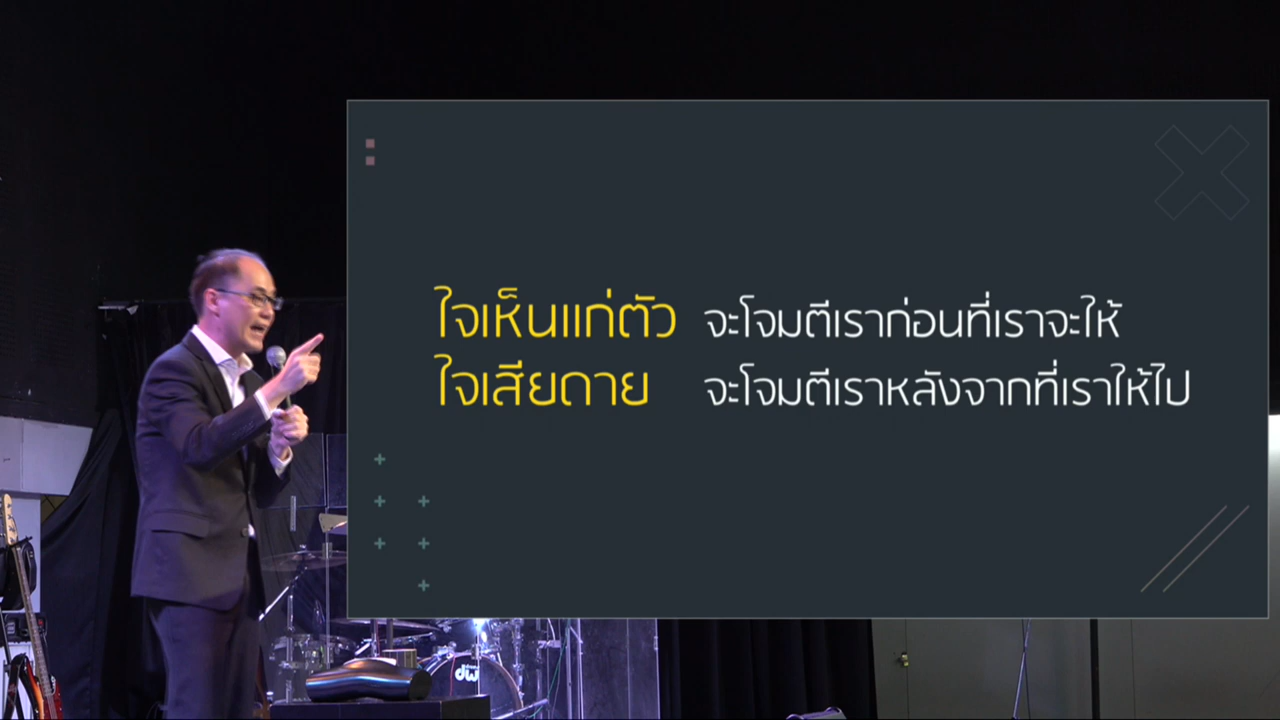 ใจเห็นแก่ตัว จะโจมตีเราก่อนที่เราจะให้
ใจเสียดาย จะโจมตีเราหลังจากที่เราให้ไป
dw